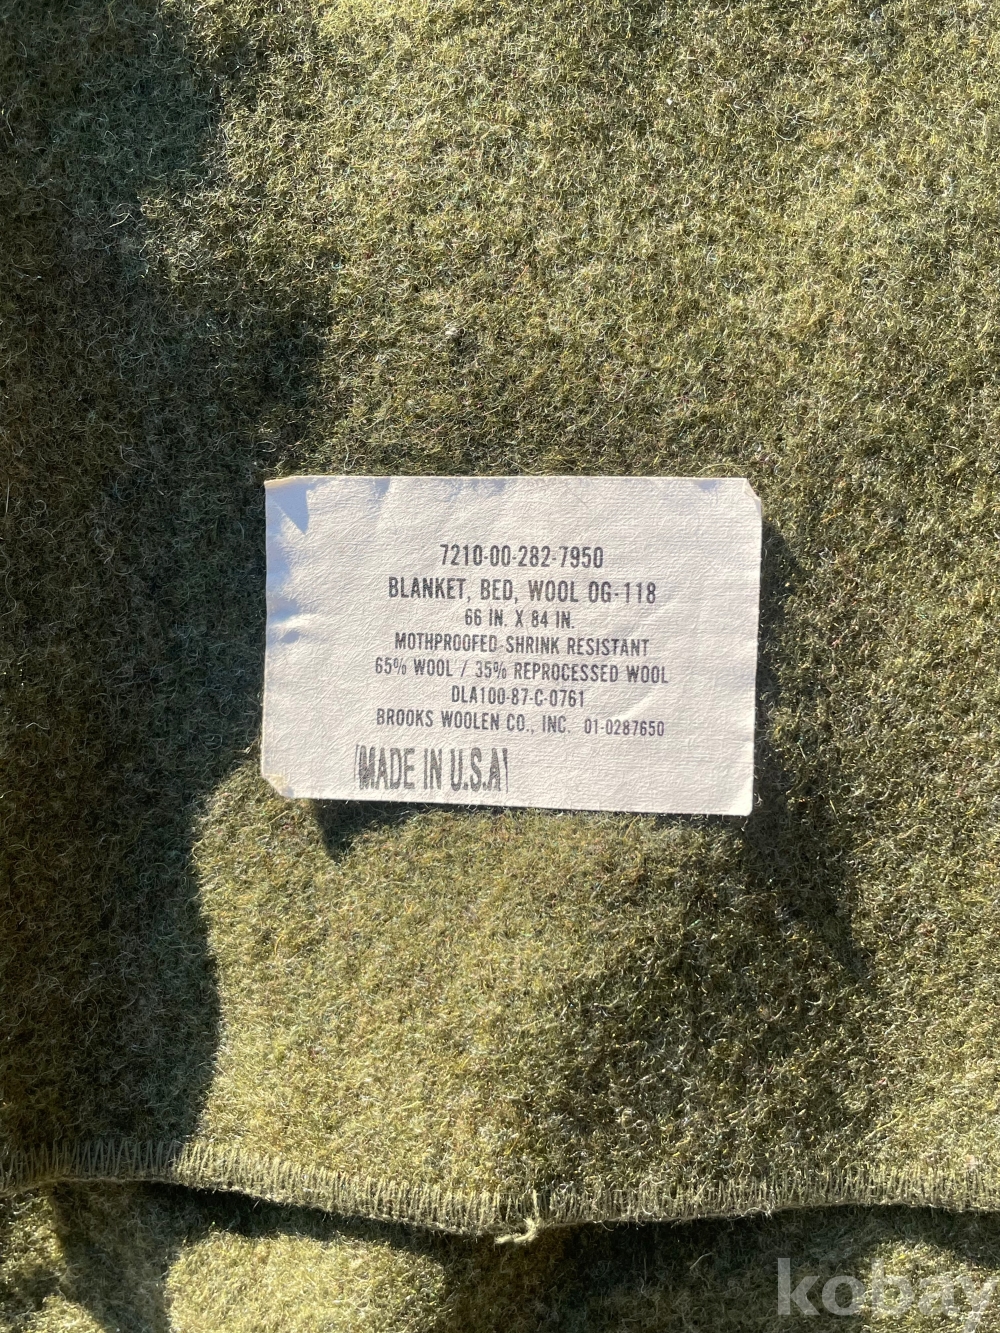 7210-00-282-7950
BLANKET, BED, WOOL OG-118
66 IN. X 84 IN.
MOTHPROOFED-SHRINK RESISTANT
65% WOOL / 35% REPROCESSED WOOL
DLA100-87-C-0761
BROOKS WOOLEN CO., INC. 01-0287650
MADE IN U.S.A
kobay